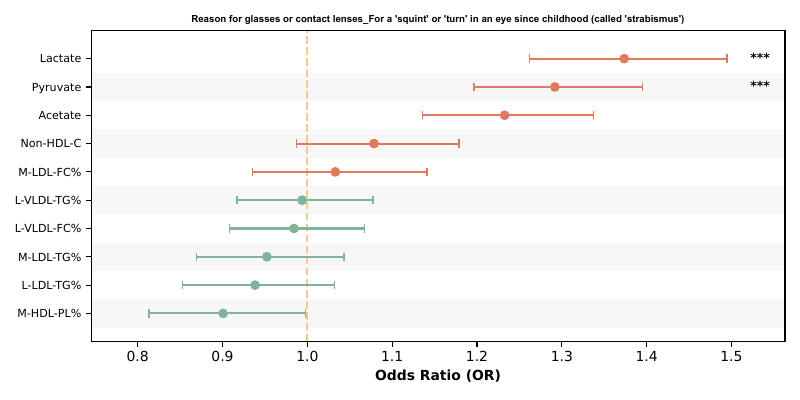 Reason for glasses or contact lenses_For a 'squint' or 'turn' in an eye since childhood (called 'strabismus')
Lactate ***
Pyruvate ***
Acetate
Non-HDL-C
M-LDL-FC%
L-VLDL-TG%
L-VLDL-FC%
M-LDL-TG%
L-LDL-TG%
M-HDL-PL%
0.8 0.9 1.0 1.1 1.2 1.3 1.4 1.5
Odds Ratio (OR)